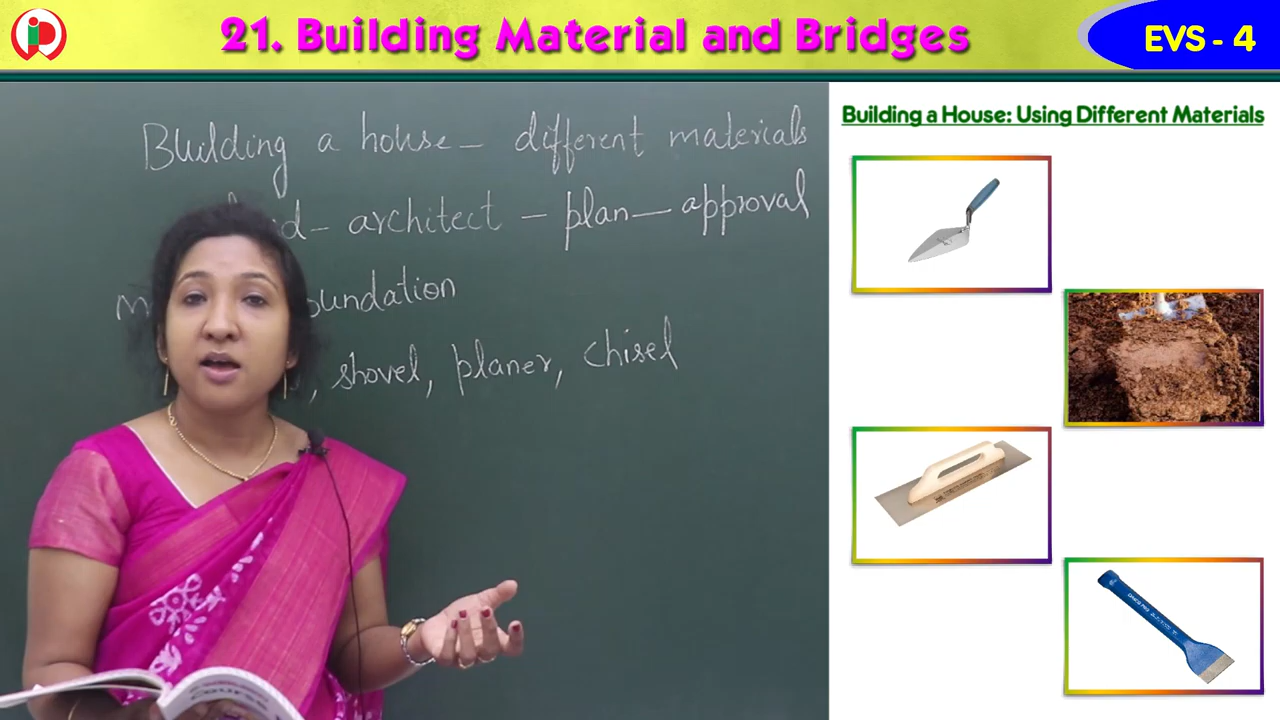 21. Building Material and Bridges
EVS - 4
Building a house - different materials
architect - plan - approval
shovel, planer, chisel
Building a House: Using Different Materials